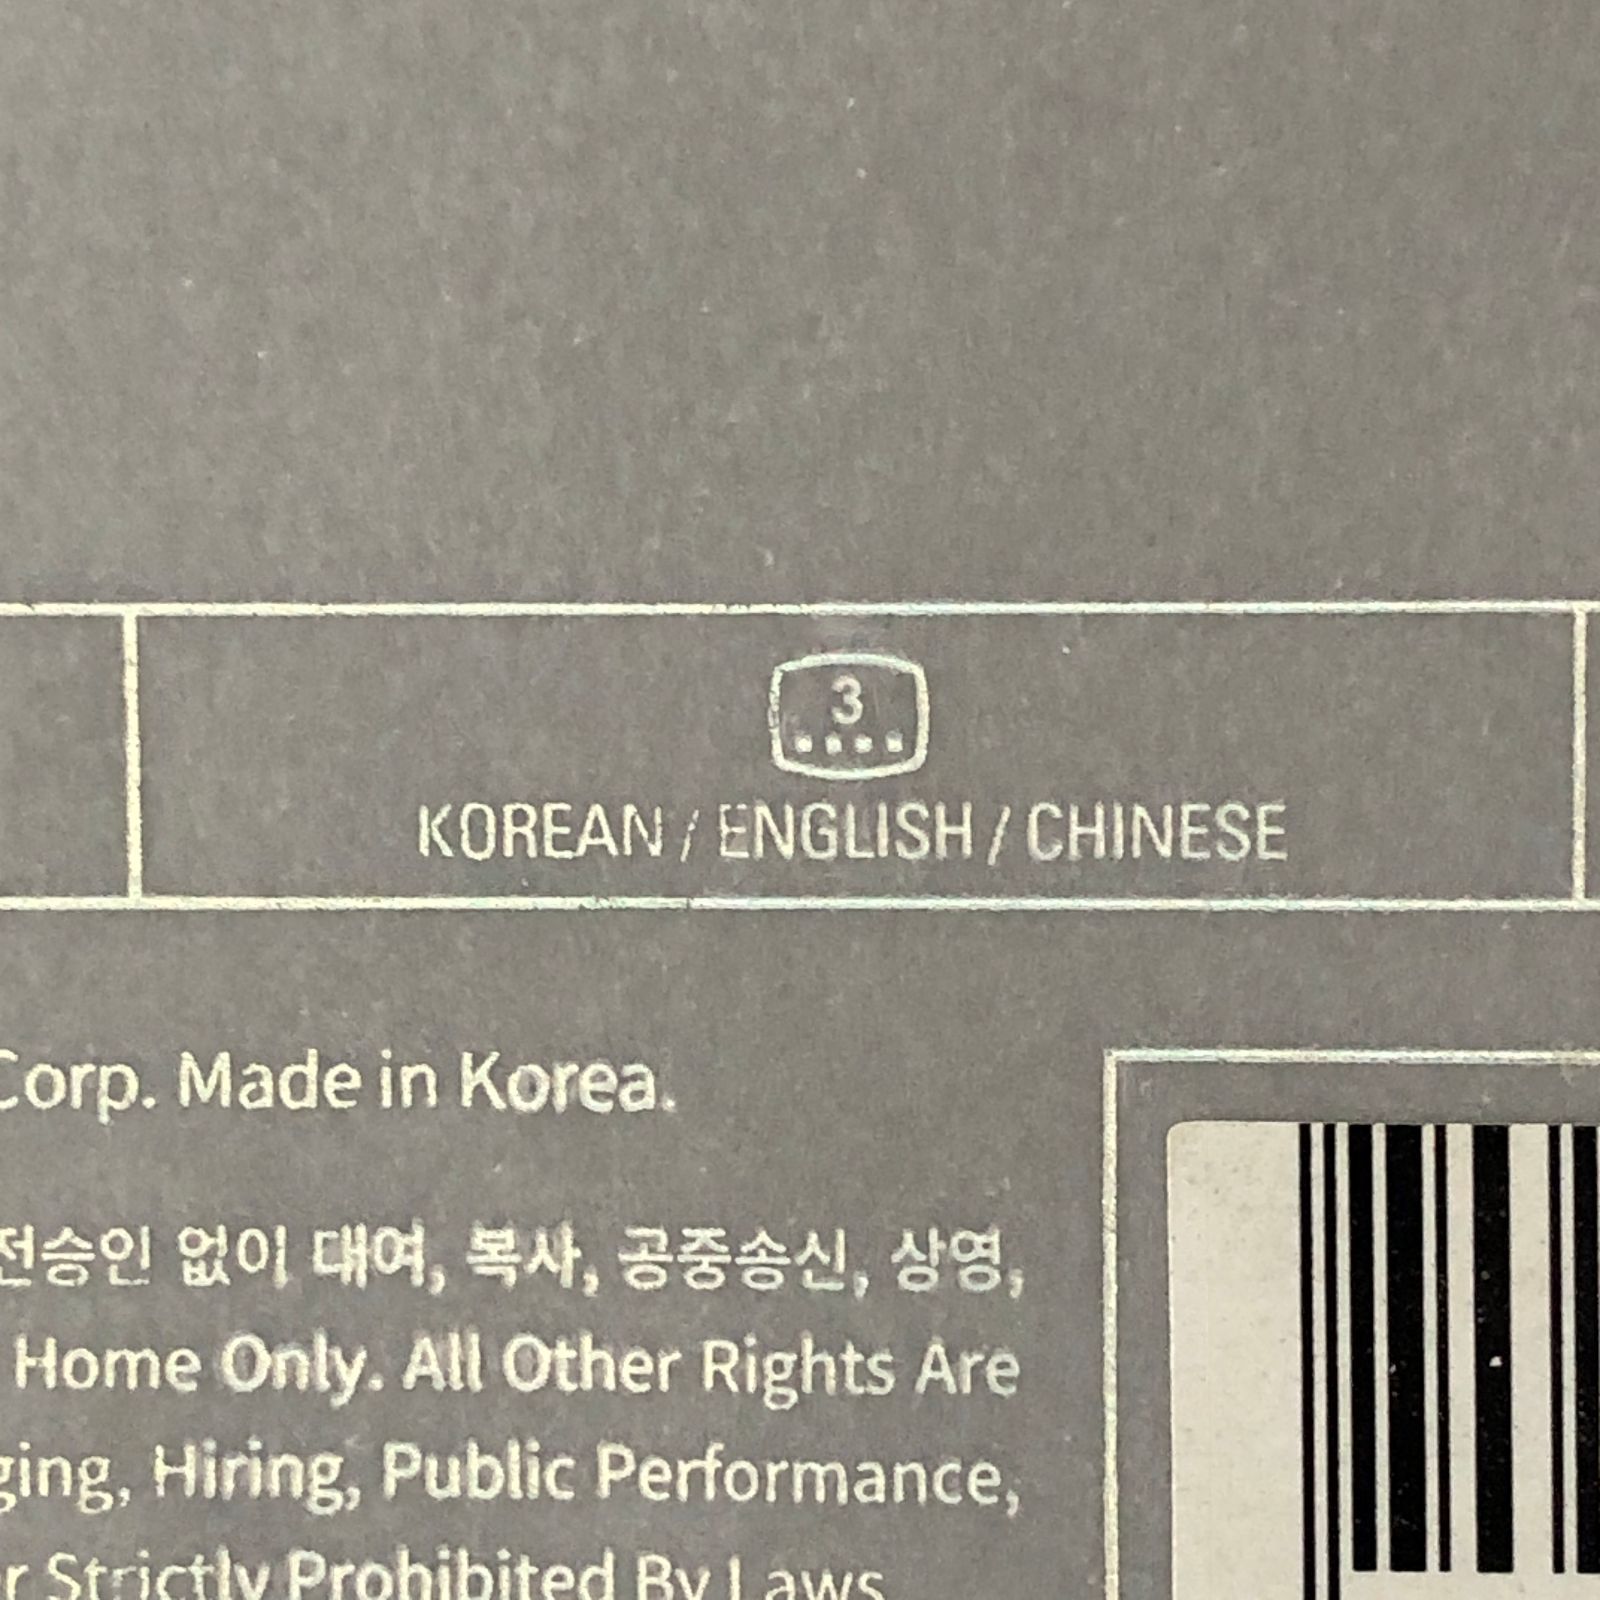 3
KOREAN / ENGLISH / CHINESE
Corp. Made in Korea.
전승인 없이 대여, 복사, 공중송신, 상영,
Home Only. All Other Rights Are
ging, Hiring, Public Performance,
r Strictly Prohibited By Laws